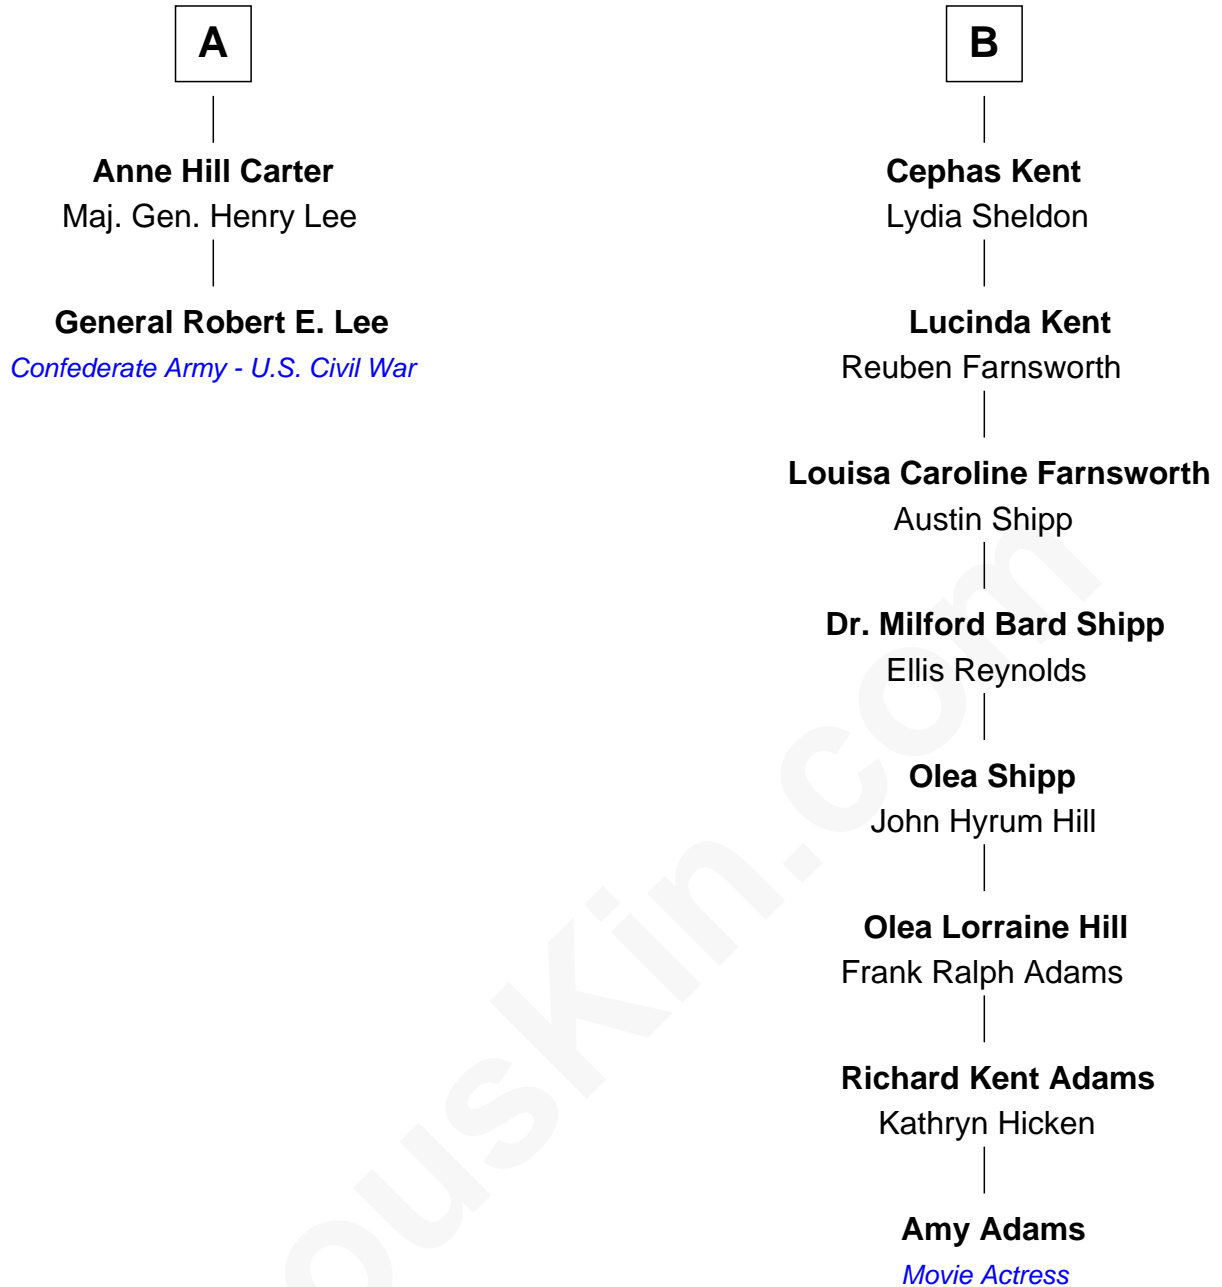 A
Anne Hill Carter
Maj. Gen. Henry Lee
General Robert E. Lee
Confederate Army - U.S. Civil War
B
Cephas Kent
Lydia Sheldon
Lucinda Kent
Reuben Farnsworth
Louisa Caroline Farnsworth
Austin Shipp
Dr. Milford Bard Shipp
Ellis Reynolds
Olea Shipp
John Hyrum Hill
Olea Lorraine Hill
Frank Ralph Adams
Richard Kent Adams
Kathryn Hicken
Amy Adams
Movie Actress
ousKin.com